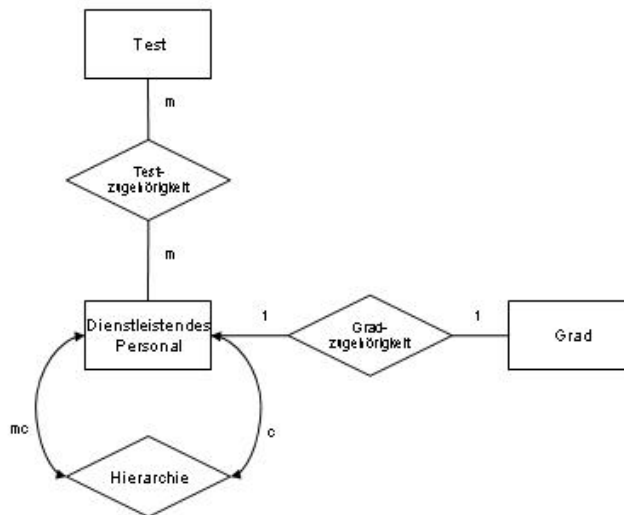 Test
m
Test-
zugehörigkeit
m
Dienstleistendes
Personal
1
Grad-
zugehörigkeit
1
Grad
mc
c
Hierarchie